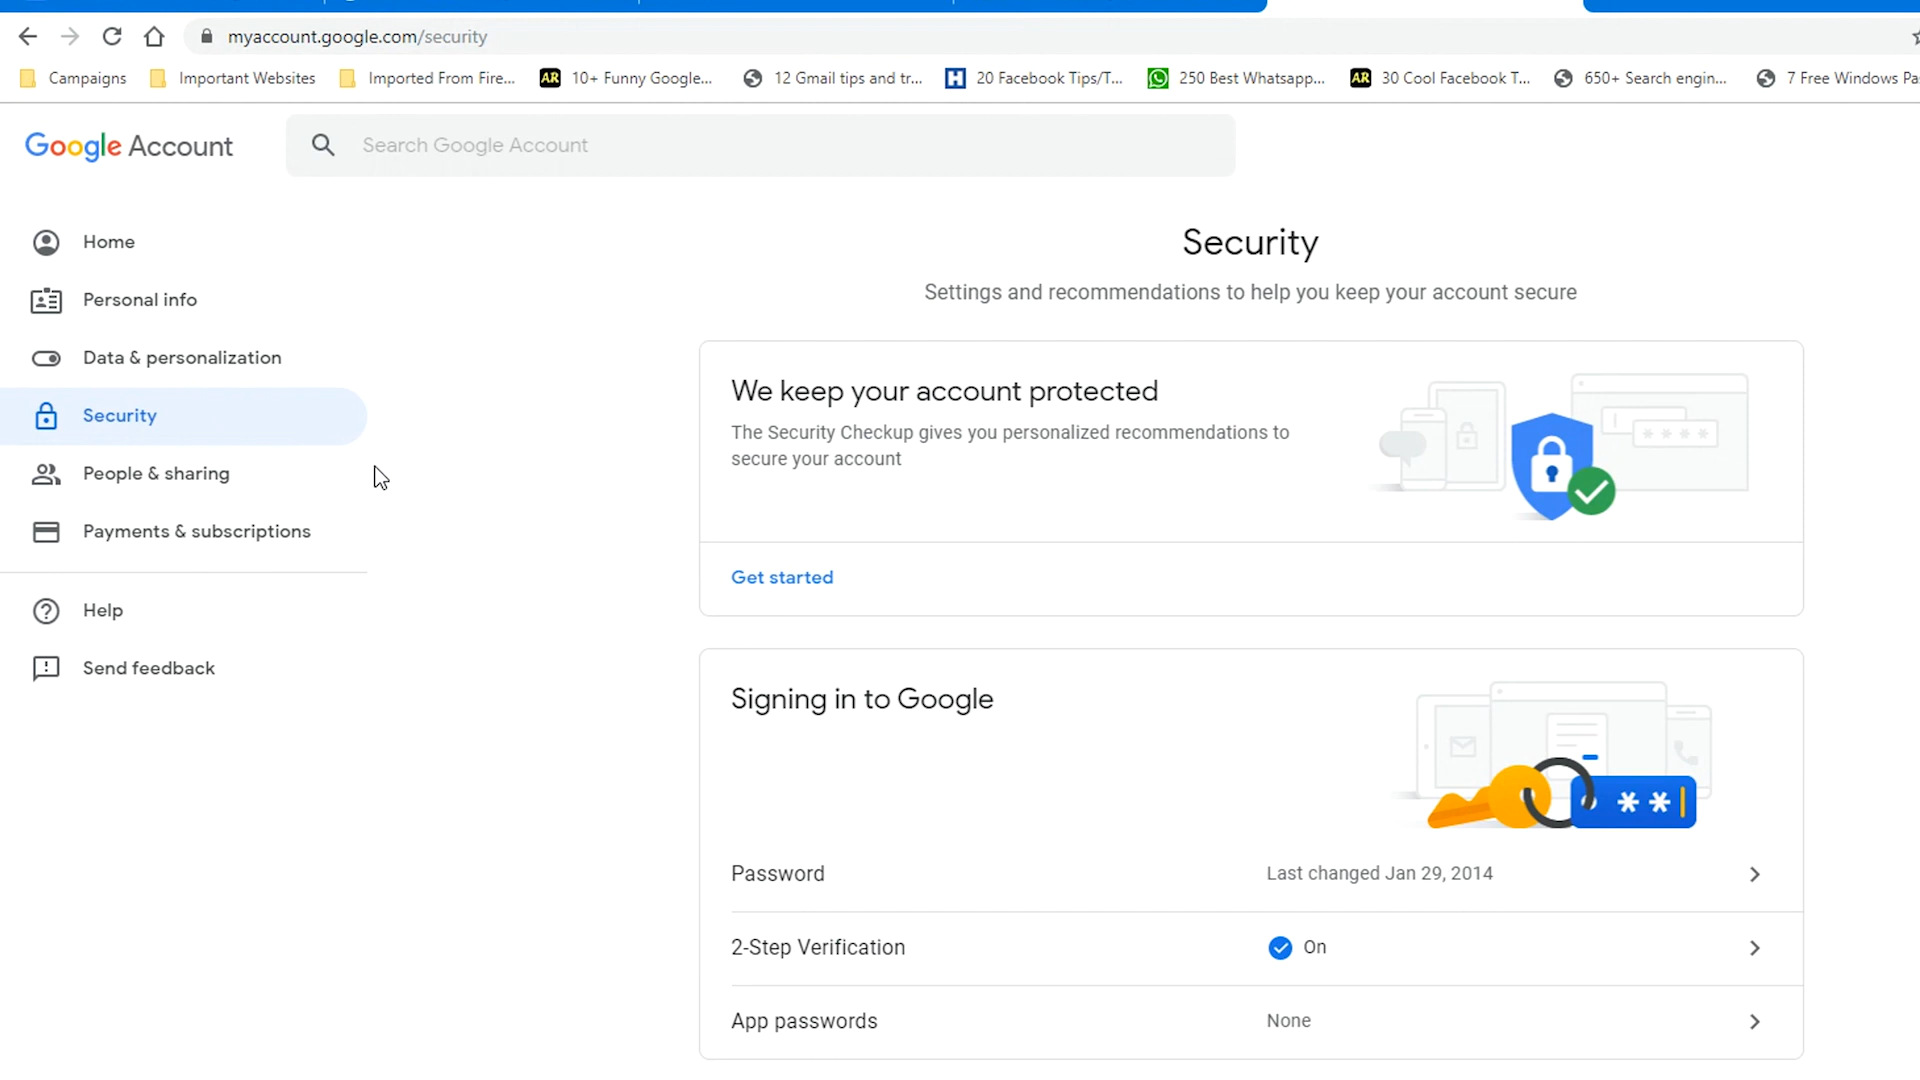 myaccount.google.com/security
Campaigns
Important Websites
Imported From Fire...
AR 10+ Funny Google...
12 Gmail tips and tr...
H 20 Facebook Tips/T...
250 Best Whatsapp...
AR 30 Cool Facebook T...
650+ Search engin...
7 Free Windows Pa
Google Account
Search Google Account
Home
Personal info
Data & personalization
Security
People & sharing
Payments & subscriptions
Help
Send feedback
Security
Settings and recommendations to help you keep your account secure
We keep your account protected
The Security Checkup gives you personalized recommendations to
secure your account
****
Get started
Signing in to Google
**
Password
Last changed Jan 29, 2014
2-Step Verification
On
App passwords
None